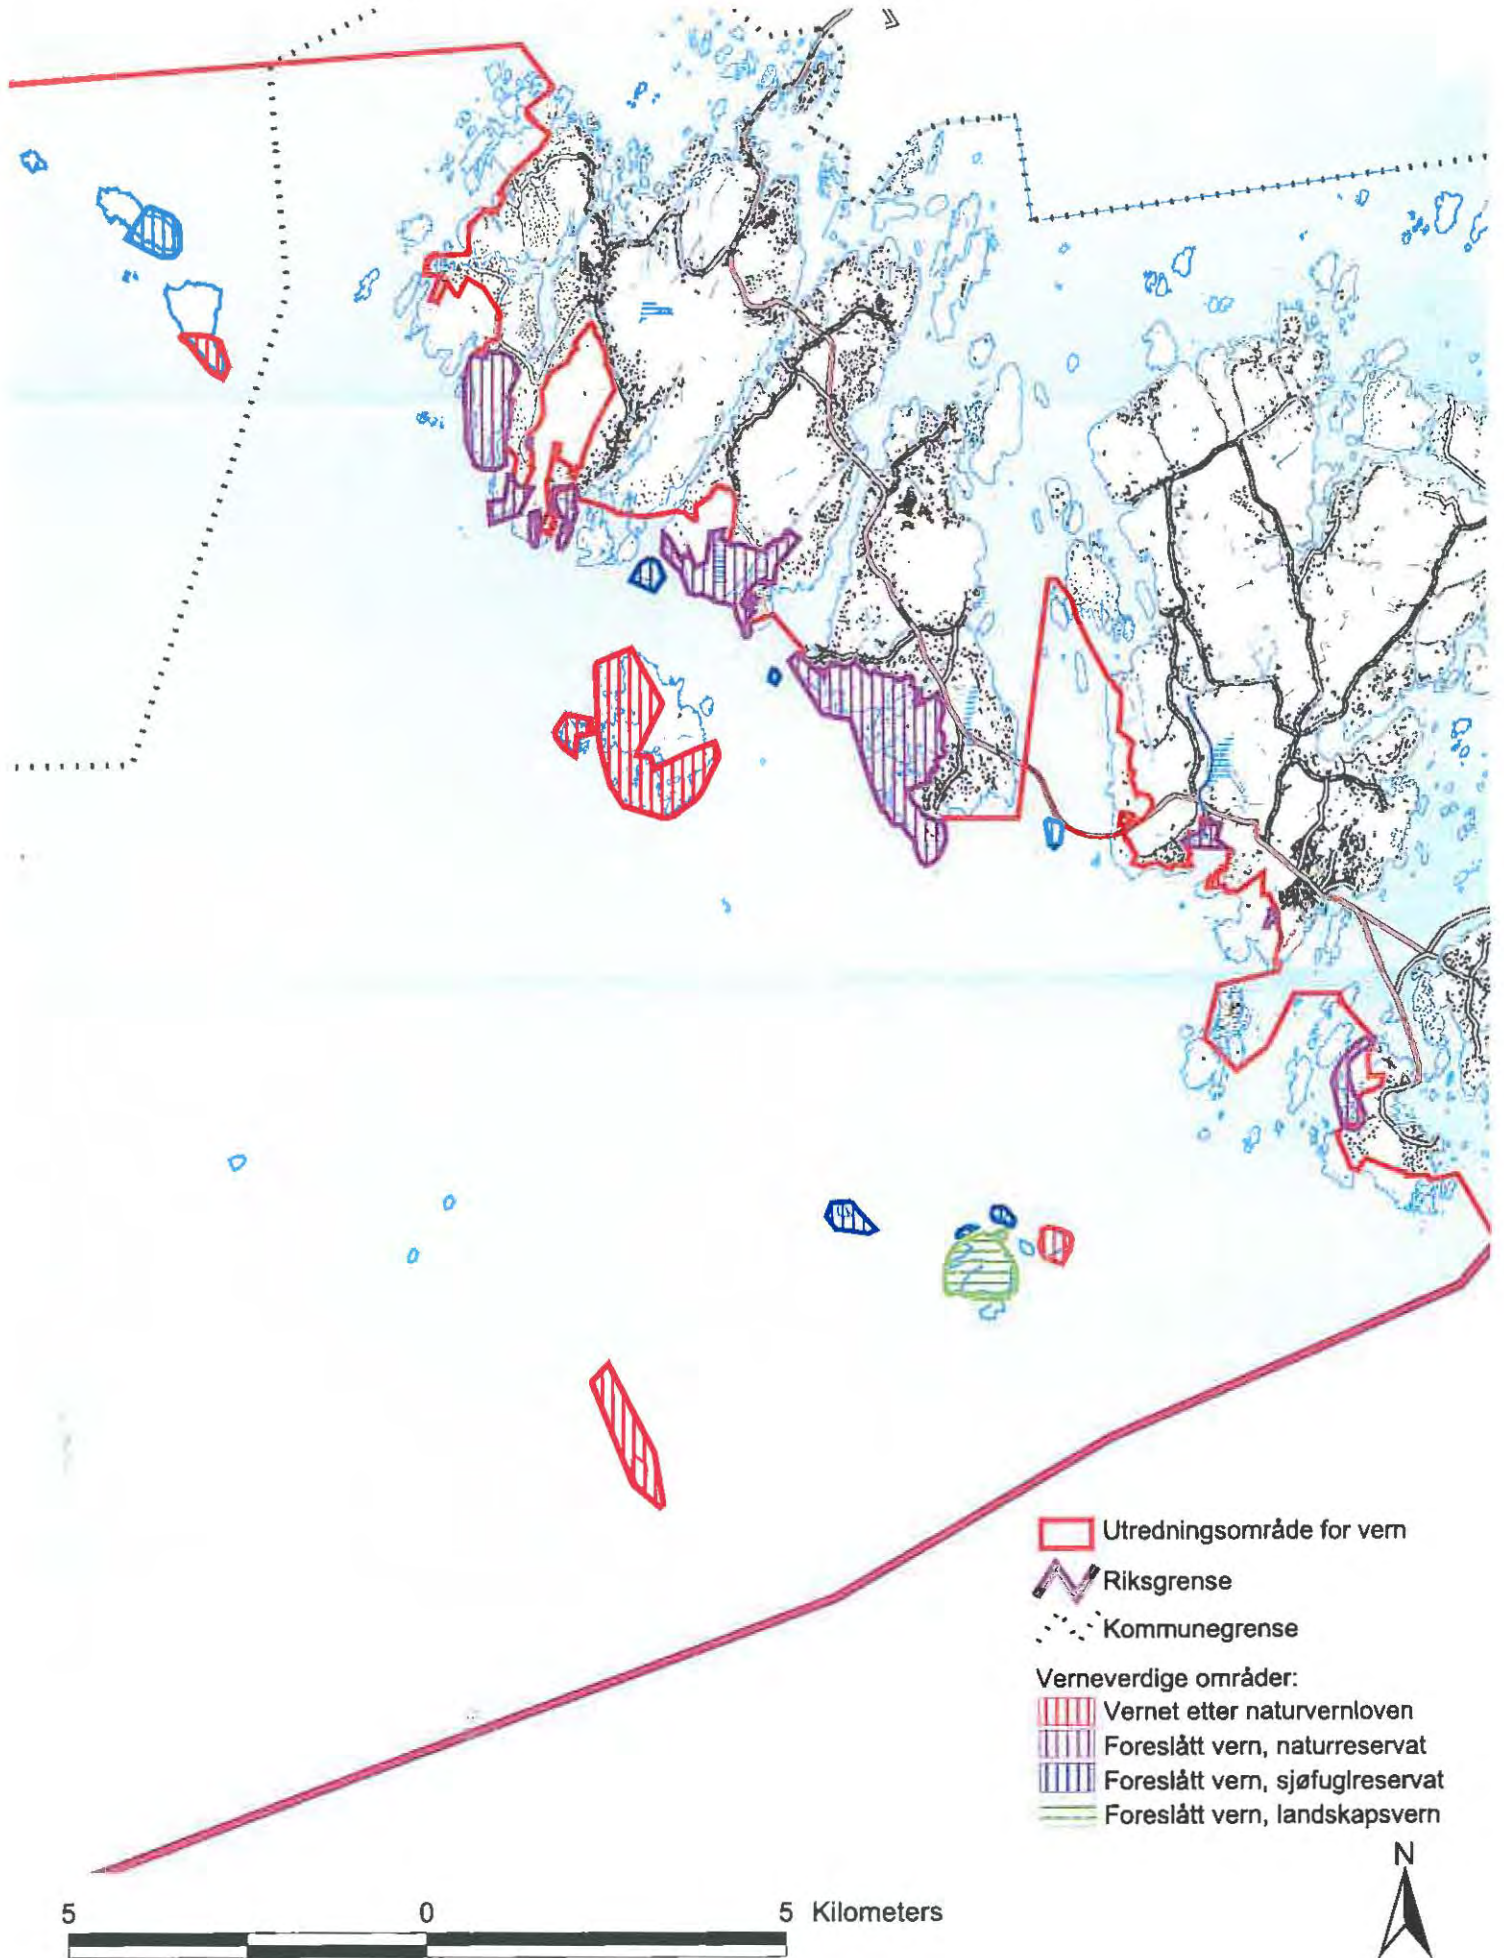 Utredningsområde for vern
Riksgrense
Kommunegrense
Verneverdige områder:
Vernet etter naturvernloven
Foreslått vern, naturreservat
Foreslått vern, sjøfuglreservat
Foreslått vern, landskapsvern
N
5 0 5 Kilometers